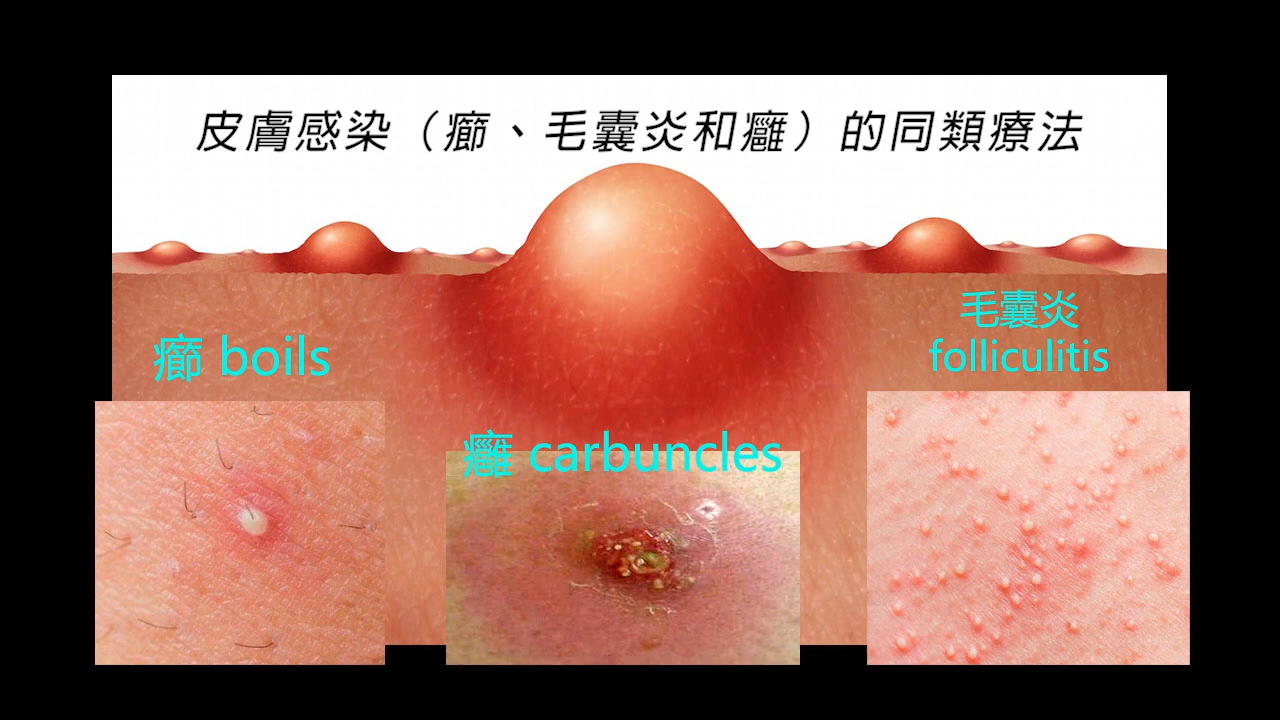 皮膚感染（癤、毛囊炎和癰）的同類療法
癤 boils
毛囊炎
folliculitis
癰 carbuncles